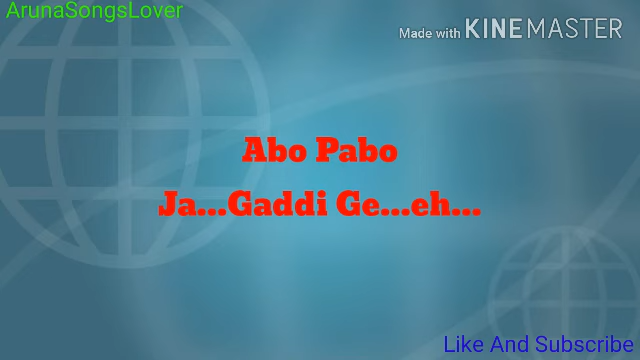 ArunaSongsLover
Made with KINEMASTER
Abo Pabo
Ja...Gaddi Ge...eh...
Like And Subscribe